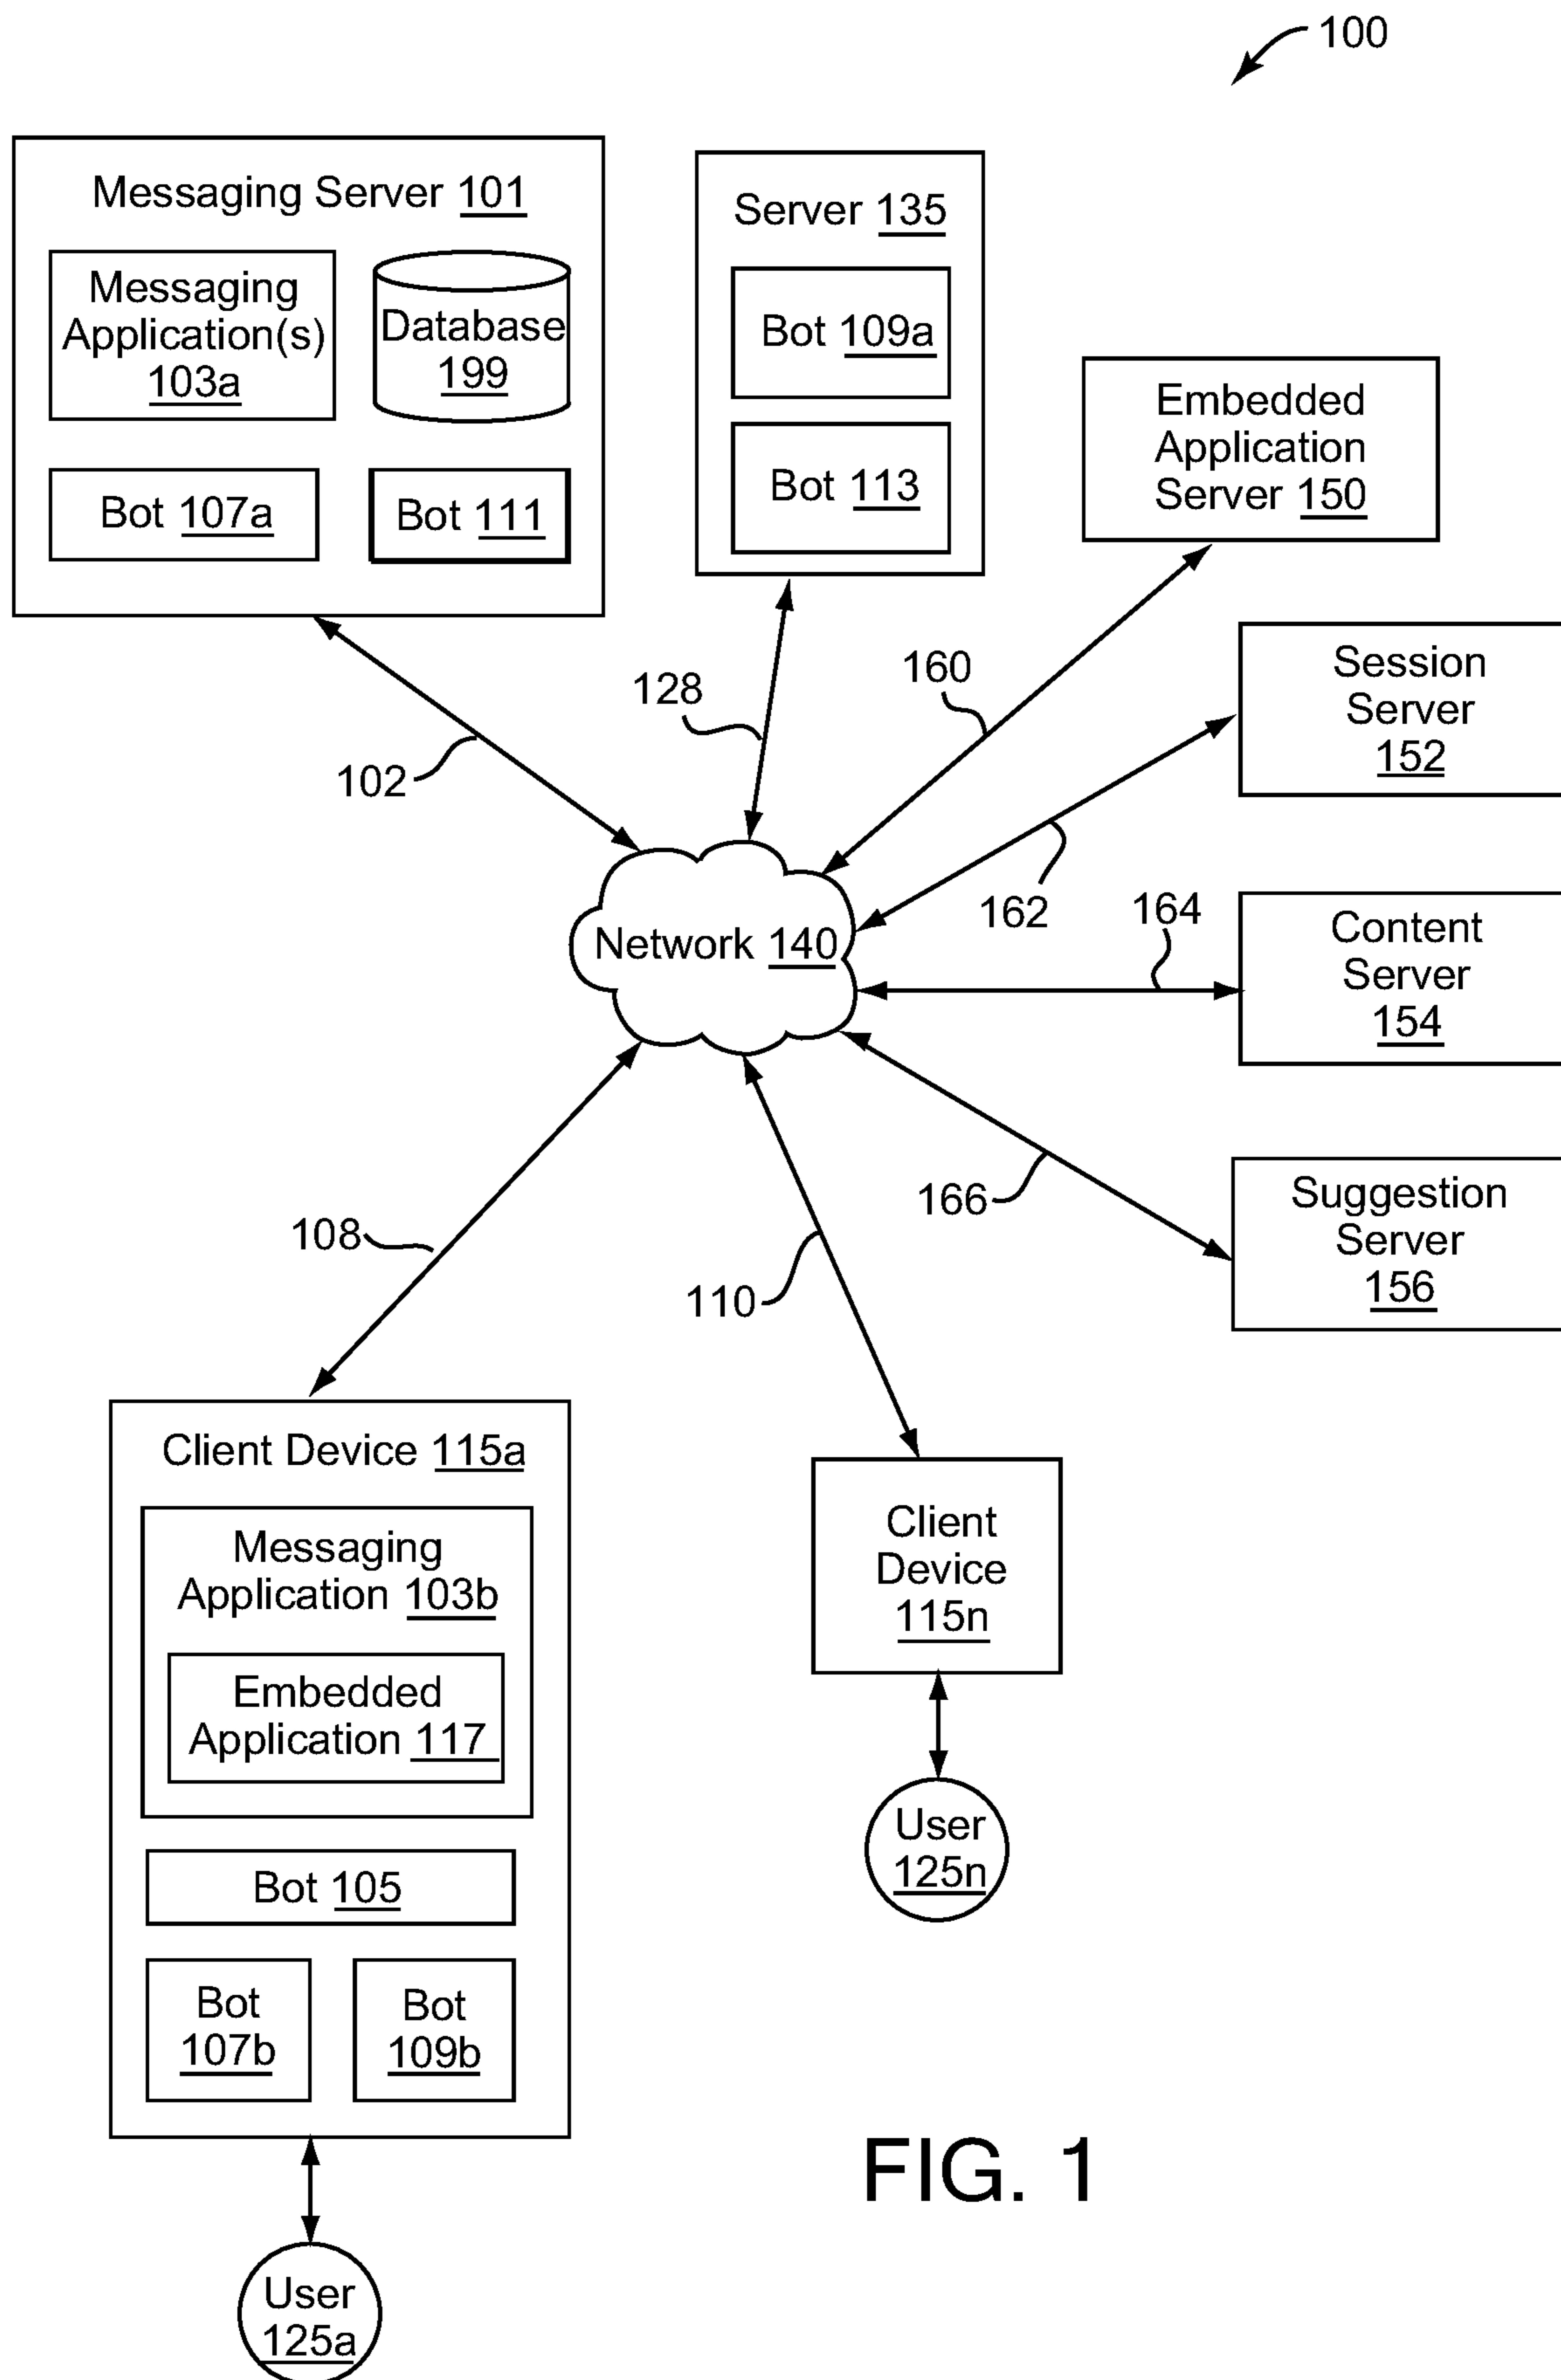 100
Messaging Server 101
Messaging
Application(s)
103a
Database
199
Bot 107a
Bot 111
Server 135
Bot 109a
Bot 113
Embedded
Application
Server 150
Session
Server
152
Content
Server
154
Suggestion
Server
156
102
128
160
162
164
166
Network 140
108
110
Client Device 115a
Messaging
Application 103b
Embedded
Application 117
Bot 105
Bot
107b
Bot
109b
User
125a
Client
Device
115n
User
125n
FIG. 1